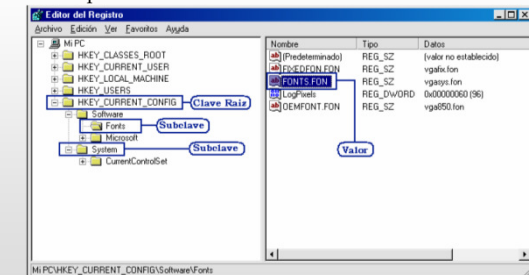 Editor del Registro
Archivo Edición Ver Favoritos Ayuda
Mi PC
HKEY_CLASSES_ROOT
HKEY_CURRENT_USER
HKEY_LOCAL_MACHINE
HKEY_USERS
HKEY_CURRENT_CONFIG Clave Raiz
Software
Fonts Subclave
Microsoft
System Subclave
CurrentControlSet
Nombre Tipo Datos
(Predeterminado) REG_SZ (valor no establecido)
FIXEDFON.FON REG_SZ vgafix.fon
FONTS.FON REG_SZ vgasys.fon
LogPixels REG_DWORD 0x00000060 (96)
OEMFONT.FON REG_SZ vga850.fon
Valor
Mi PC\HKEY_CURRENT_CONFIG\Software\Fonts